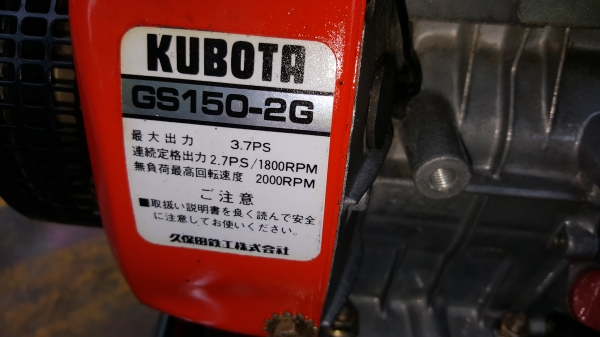 KUBOTA
GS150-2G
最大出力 3.7PS
連続定格出力 2.7PS/1800RPM
無負荷最高回転速度 2000RPM
ご注意
■取扱い説明書を良く読んで安全
に注意してお使いください。
久保田鉄工株式会社